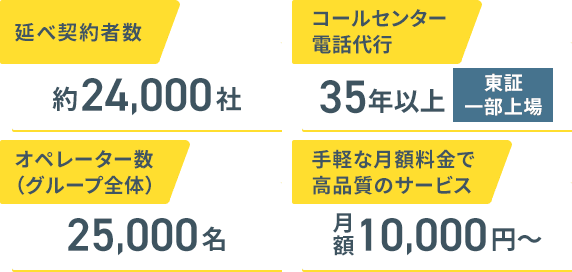 延べ契約者数
約24,000社
コールセンター
電話代行
35年以上
東証
一部上場
オペレーター数
（グループ全体）
25,000名
手軽な月額料金で
高品質のサービス
月額10,000円〜